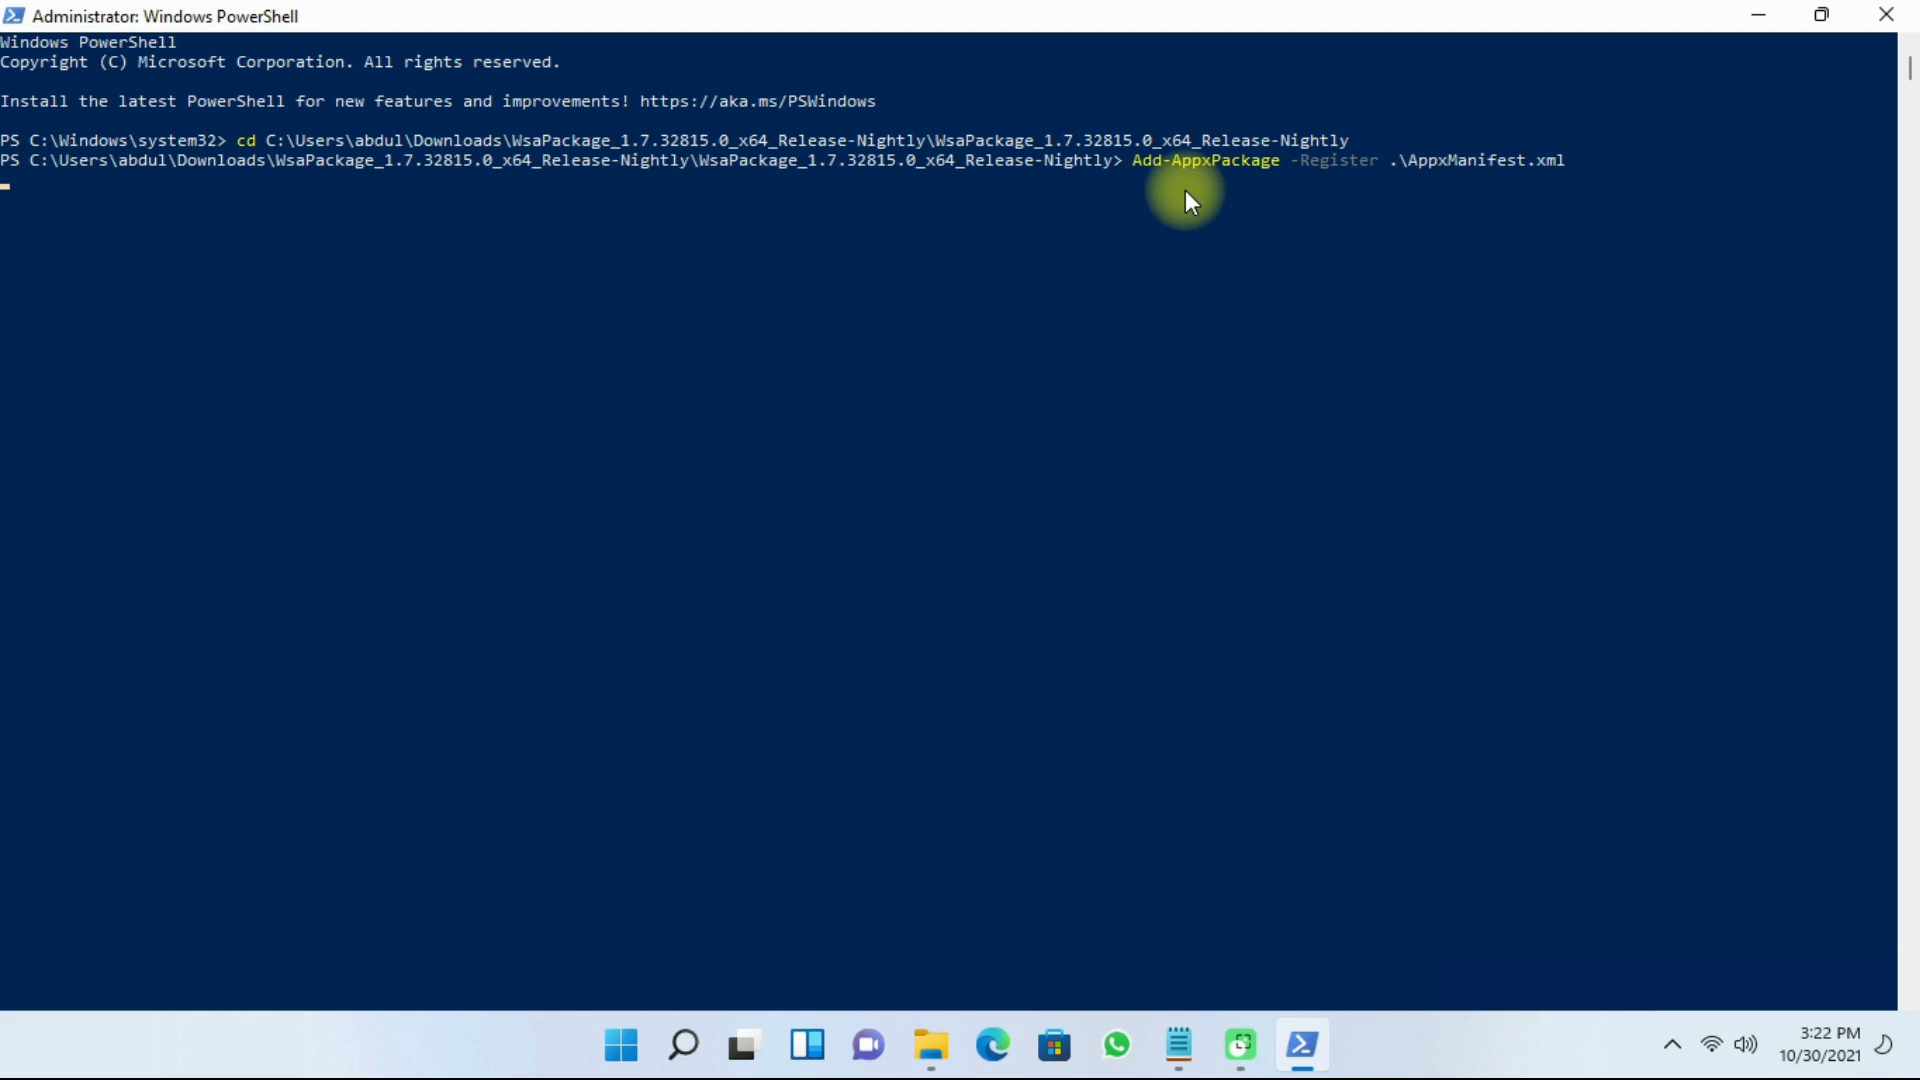 Administrator: Windows PowerShell
Windows PowerShell
Copyright (C) Microsoft Corporation. All rights reserved.
Install the latest PowerShell for new features and improvements! https://aka.ms/PSWindows
PS C:\Windows\system32> cd C:\Users\abdul\Downloads\WsaPackage_1.7.32815.0_x64_Release-Nightly\WsaPackage_1.7.32815.0_x64_Release-Nightly
PS C:\Users\abdul\Downloads\WsaPackage_1.7.32815.0_x64_Release-Nightly\WsaPackage_1.7.32815.0_x64_Release-Nightly> Add-AppxPackage -Register .\AppxManifest.xml
3:22 PM
10/30/2021